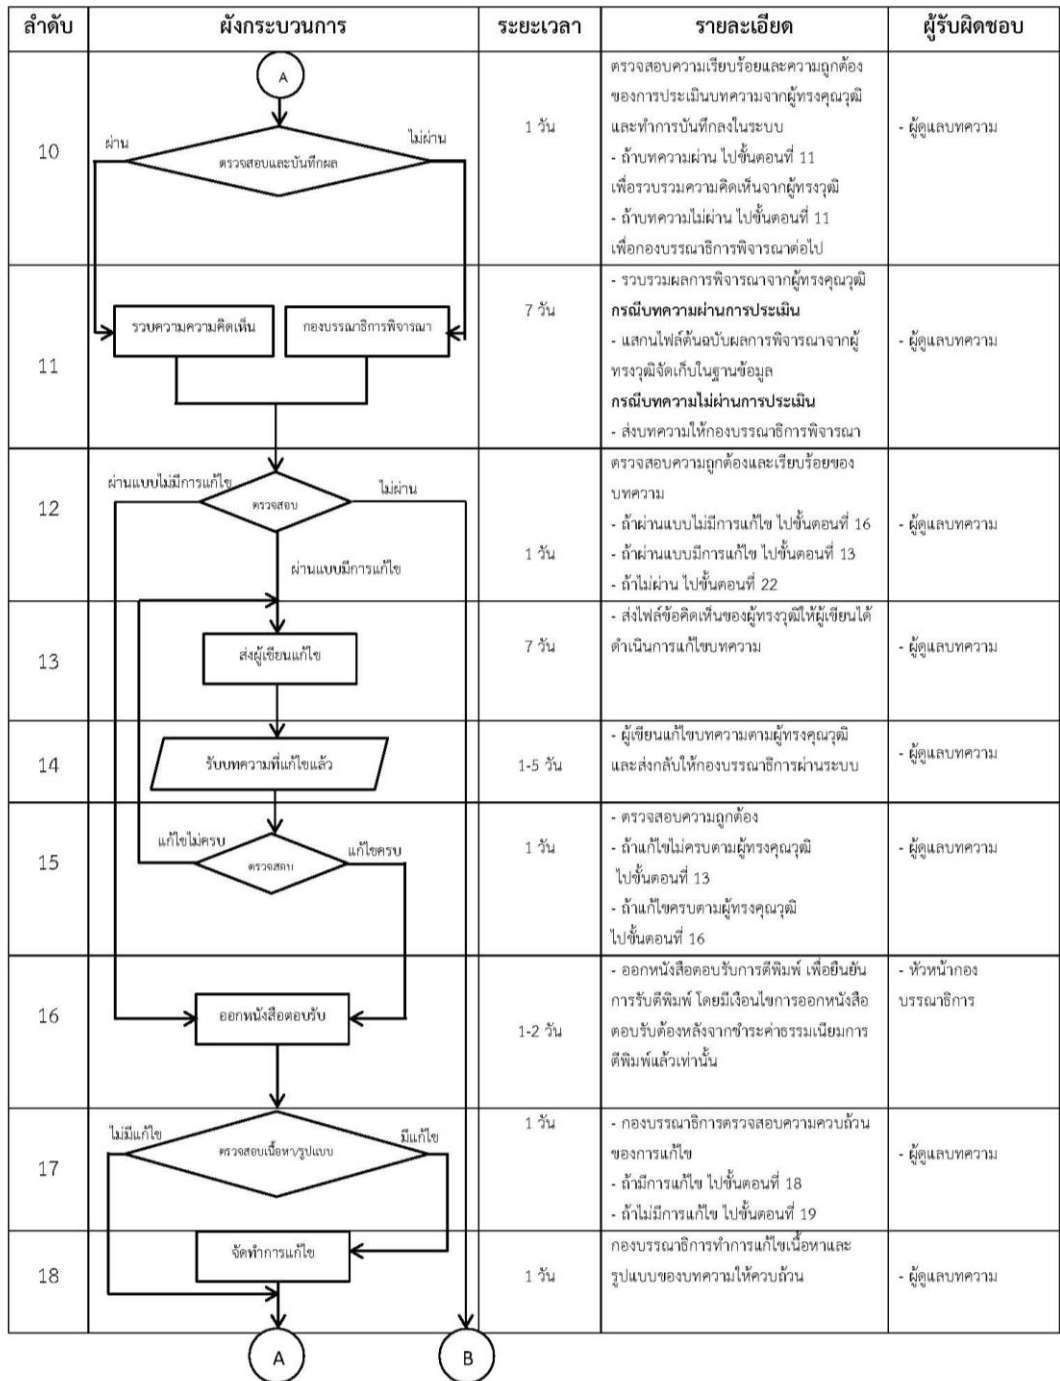 ลำดับ
ผังกระบวนการ
ระยะเวลา
รายละเอียด
ผู้รับผิดชอบ
10
A
ผ่าน
ไม่ผ่าน
ตรวจสอบและบันทึกผล
1 วัน
ตรวจสอบความเรียบร้อยและความถูกต้อง
ของการประเมินบทความจากผู้ทรงคุณวุฒิ
และทำการบันทึกลงในระบบ
- ถ้าบทความผ่าน ไปขั้นตอนที่ 11
เพื่อรวบรวมความคิดเห็นจากผู้ทรงวุฒิ
- ถ้าบทความไม่ผ่าน ไปขั้นตอนที่ 11
เพื่อกองบรรณาธิการพิจารณาต่อไป
- ผู้ดูแลบทความ
11
รวบความความคิดเห็น
กองบรรณาธิการพิจารณา
7 วัน
- รวบรวมผลการพิจารณาจากผู้ทรงคุณวุฒิ
กรณีบทความผ่านการประเมิน
- แสกนไฟล์ต้นฉบับผลการพิจารณาจากผู้
ทรงวุฒิจัดเก็บในฐานข้อมูล
กรณีบทความไม่ผ่านการประเมิน
- ส่งบทความให้กองบรรณาธิการพิจารณา
- ผู้ดูแลบทความ
12
ผ่านแบบไม่มีการแก้ไข
ไม่ผ่าน
ตรวจสอบ
ผ่านแบบมีการแก้ไข
1 วัน
ตรวจสอบความถูกต้องและเรียบร้อยของ
บทความ
- ถ้าผ่านแบบไม่มีการแก้ไข ไปขั้นตอนที่ 16
- ถ้าผ่านแบบมีการแก้ไข ไปขั้นตอนที่ 13
- ถ้าไม่ผ่าน ไปขั้นตอนที่ 22
- ผู้ดูแลบทความ
13
ส่งผู้เขียนแก้ไข
7 วัน
- ส่งไฟล์ข้อคิดเห็นของผู้ทรงวุฒิให้ผู้เขียนได้
ดำเนินการแก้ไขบทความ
- ผู้ดูแลบทความ
14
รับบทความที่แก้ไขแล้ว
1-5 วัน
- ผู้เขียนแก้ไขบทความตามผู้ทรงคุณวุฒิ
และส่งกลับให้กองบรรณาธิการผ่านระบบ
- ผู้ดูแลบทความ
15
แก้ไขไม่ครบ
แก้ไขครบ
ตรวจสอบ
1 วัน
- ตรวจสอบความถูกต้อง
- ถ้าแก้ไขไม่ครบตามผู้ทรงคุณวุฒิ
ไปขั้นตอนที่ 13
- ถ้าแก้ไขครบตามผู้ทรงคุณวุฒิ
ไปขั้นตอนที่ 16
- ผู้ดูแลบทความ
16
ออกหนังสือตอบรับ
1-2 วัน
- ออกหนังสือตอบรับการตีพิมพ์ เพื่อยืนยัน
การรับตีพิมพ์ โดยมีเงื่อนไขการออกหนังสือ
ตอบรับต้องหลังจากชำระค่าธรรมเนียมการ
ตีพิมพ์แล้วเท่านั้น
- หัวหน้ากอง
บรรณาธิการ
17
ไม่มีแก้ไข
มีแก้ไข
ตรวจสอบเนื้อหา/รูปแบบ
1 วัน
- กองบรรณาธิการตรวจสอบความควบถ้วน
ของการแก้ไข
- ถ้ามีการแก้ไข ไปขั้นตอนที่ 18
- ถ้าไม่มีการแก้ไข ไปขั้นตอนที่ 19
- ผู้ดูแลบทความ
18
จัดทำการแก้ไข
1 วัน
กองบรรณาธิการทำการแก้ไขเนื้อหาและ
รูปแบบของบทความให้ควบถ้วน
- ผู้ดูแลบทความ
A
B